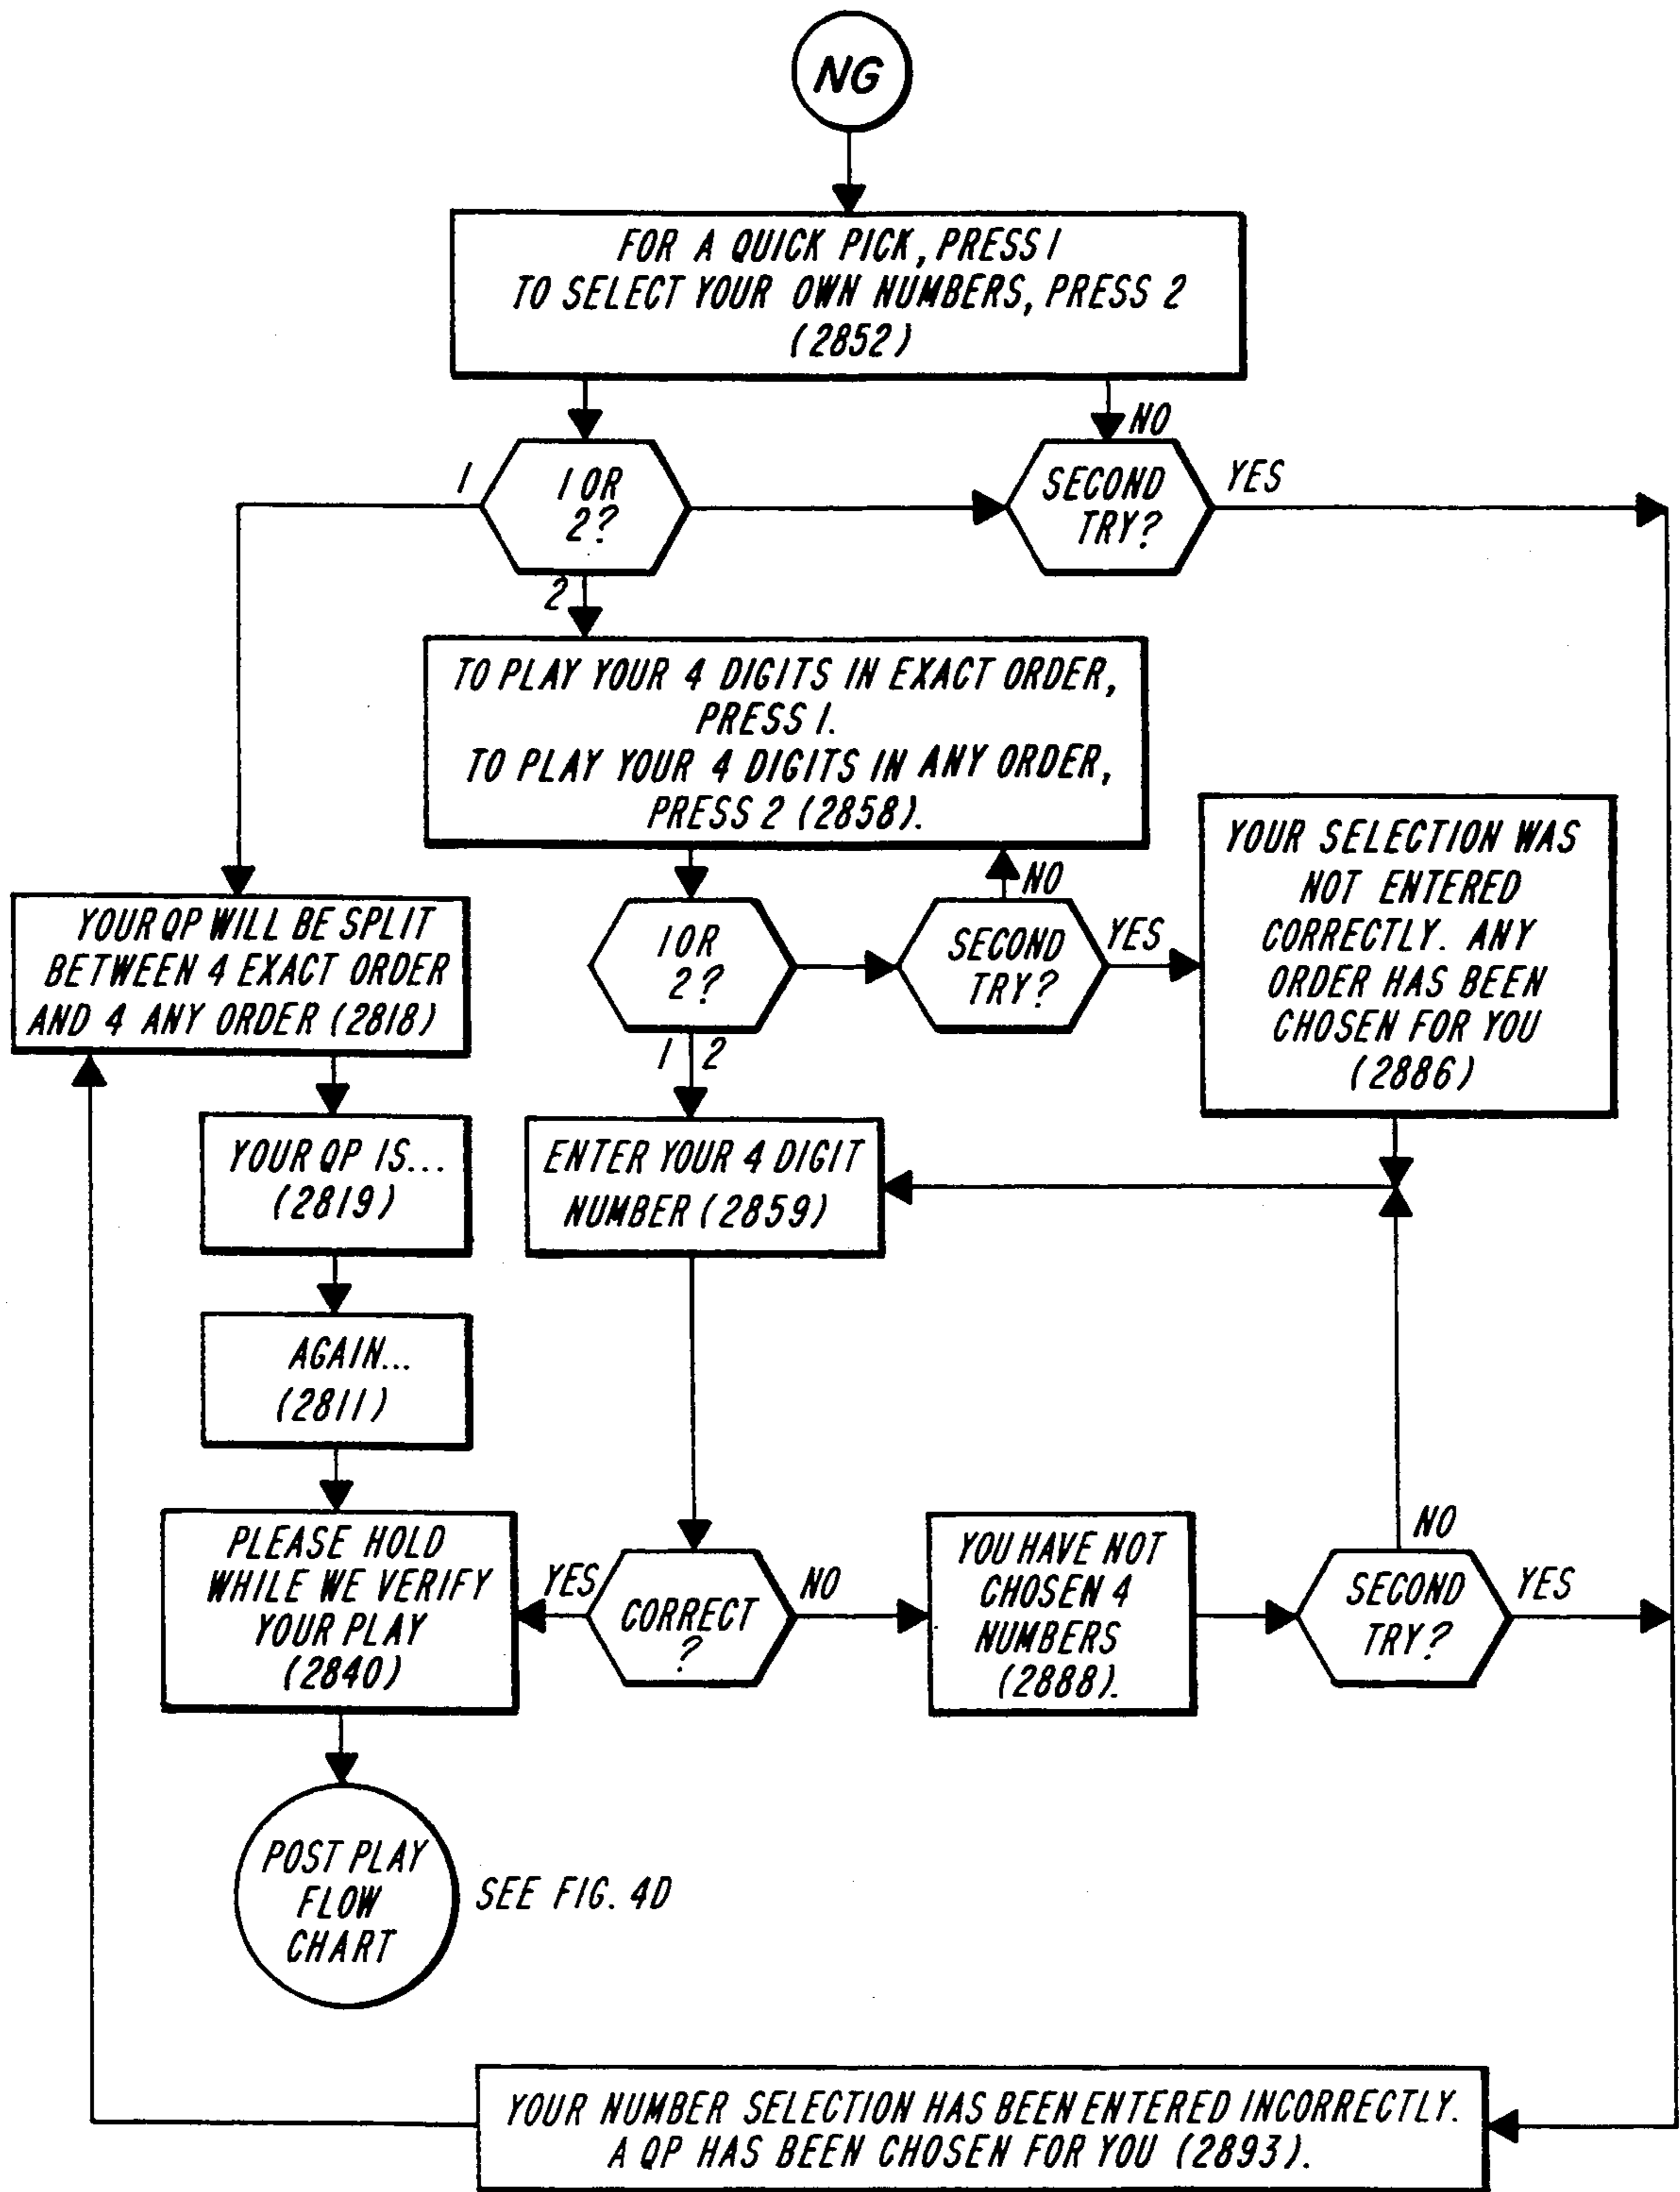 NG
FOR A QUICK PICK, PRESS 1
TO SELECT YOUR OWN NUMBERS, PRESS 2
(2852)
NO
1
1 OR
2?
SECOND
TRY?
YES
2
TO PLAY YOUR 4 DIGITS IN EXACT ORDER,
PRESS 1.
TO PLAY YOUR 4 DIGITS IN ANY ORDER,
PRESS 2 (2858).
YOUR SELECTION WAS
NOT ENTERED
CORRECTLY. ANY
ORDER HAS BEEN
CHOSEN FOR YOU
(2886)
NO
YOUR QP WILL BE SPLIT
BETWEEN 4 EXACT ORDER
AND 4 ANY ORDER (2818)
1 OR
2?
SECOND
TRY?
YES
1 2
YOUR QP IS...
(2819)
ENTER YOUR 4 DIGIT
NUMBER (2859)
AGAIN...
(2811)
PLEASE HOLD
WHILE WE VERIFY
YOUR PLAY
(2840)
YES
CORRECT
?
NO
YOU HAVE NOT
CHOSEN 4
NUMBERS
(2888).
NO
SECOND
TRY?
YES
POST PLAY
FLOW
CHART
SEE FIG. 4D
YOUR NUMBER SELECTION HAS BEEN ENTERED INCORRECTLY.
A QP HAS BEEN CHOSEN FOR YOU (2893).